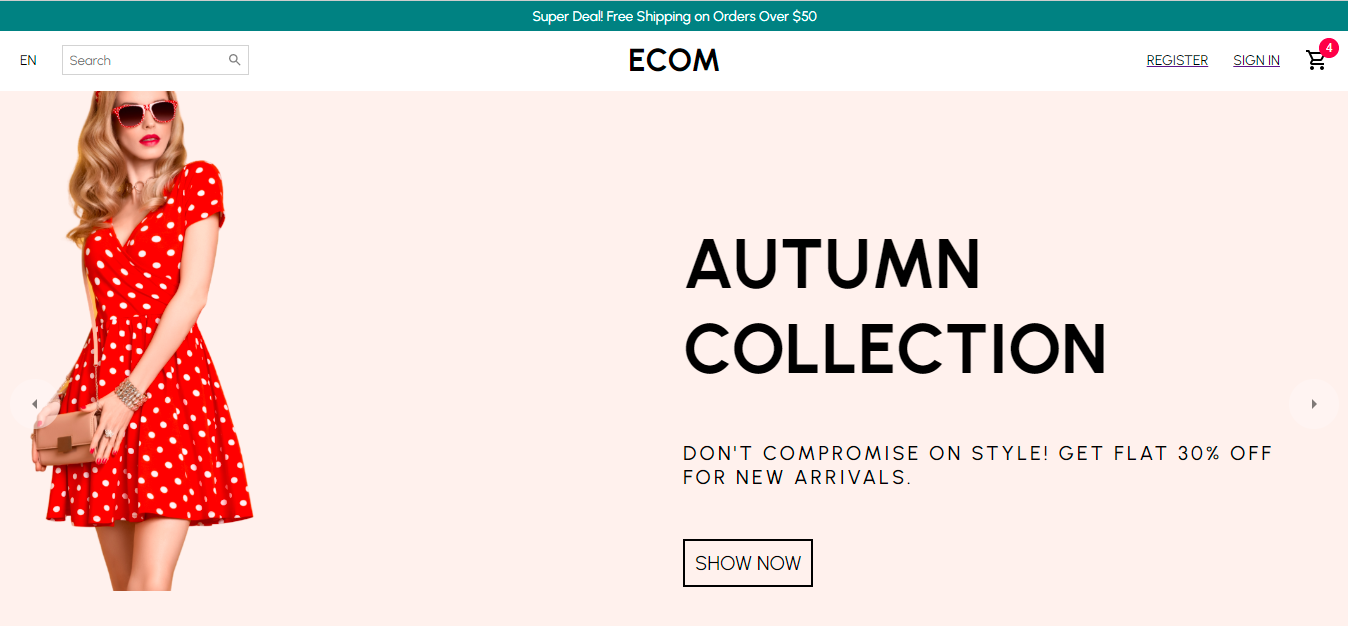 Super Deal! Free Shipping on Orders Over $50
EN
Search
ECOM
REGISTER
SIGN IN
4
AUTUMN
COLLECTION
DON'T COMPROMISE ON STYLE! GET FLAT 30% OFF
FOR NEW ARRIVALS.
SHOW NOW